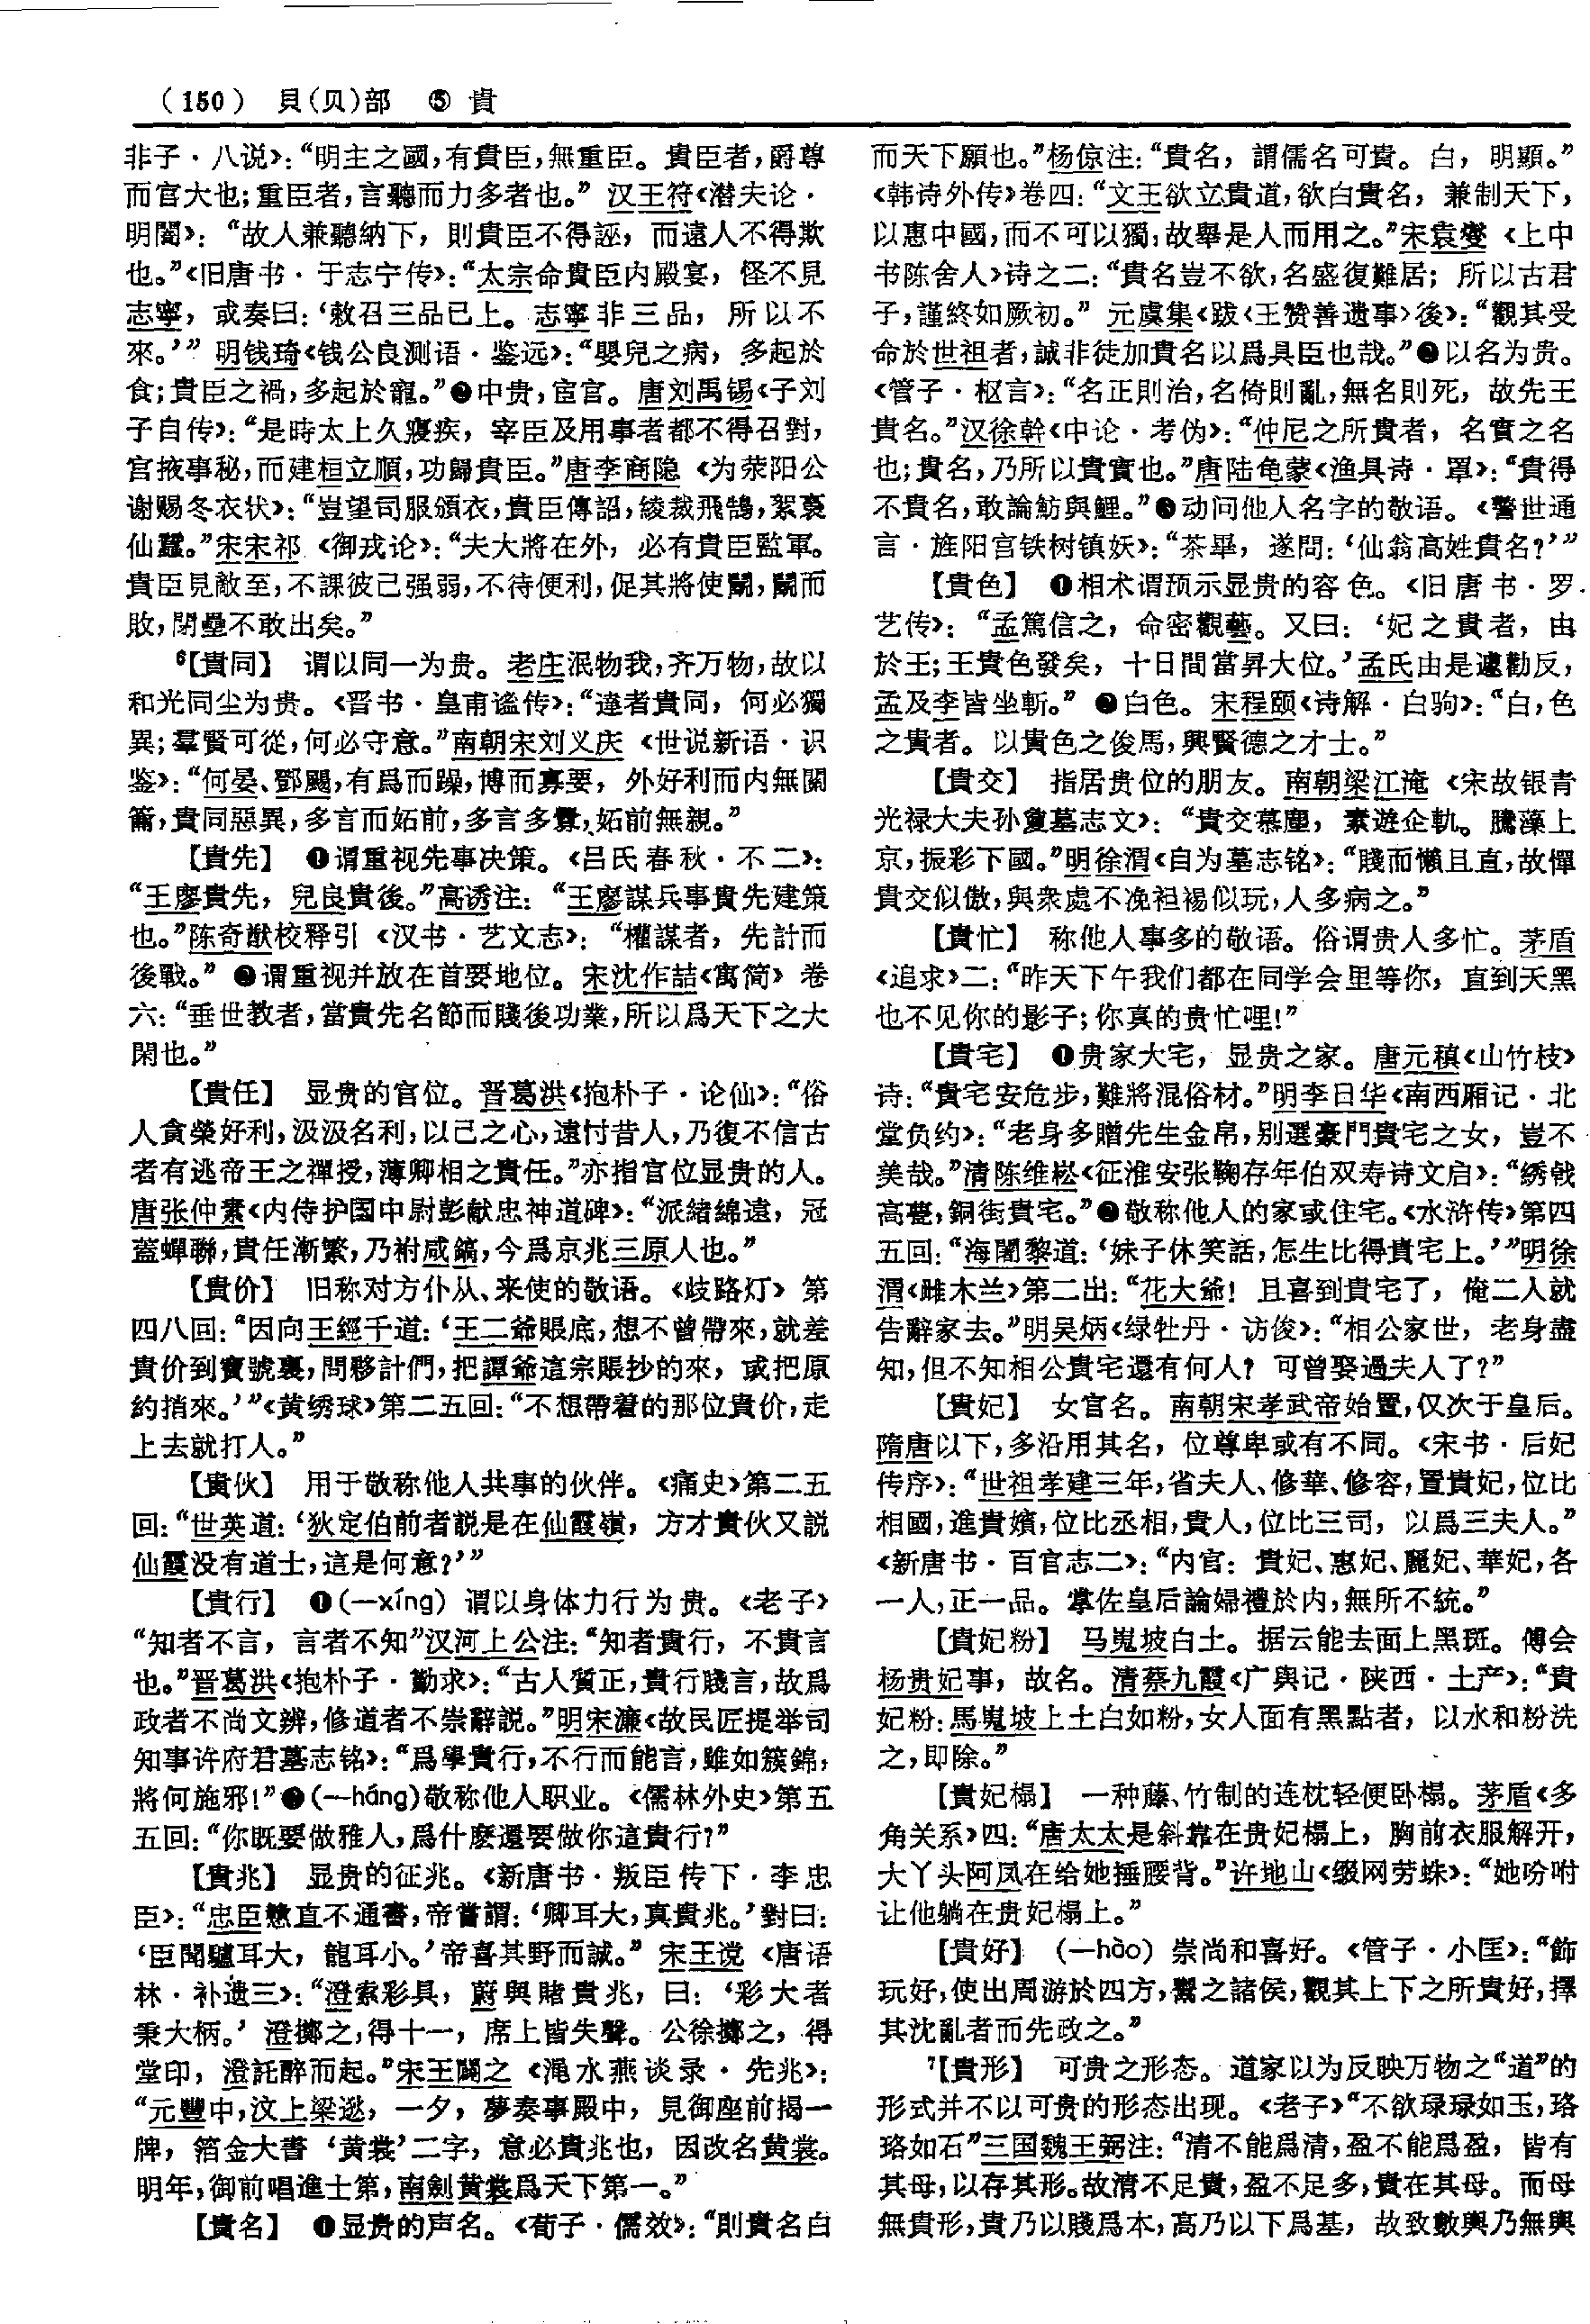 (150) 貝(贝)部 ⑤ 貴
非子·八说》:“明主之國,有貴臣,無重臣。貴臣者,爵尊
而官大也;重臣者,言聽而力多者也。” 汉王符《潜夫论·
明闇》:“故人兼聽納下,則貴臣不得誣,而遠人不得欺
也。”《旧唐书·于志宁传》:“太宗命貴臣内殿宴,怪不見
志寧,或奏曰:‘敕召三品已上。志寧非三品,所以不
來。’” 明钱琦《钱公良测语·鉴远》:“嬰兒之病,多起於
食;貴臣之禍,多起於寵。”❷中贵,宦官。唐刘禹锡《子刘
子自传》:“是時太上久寢疾,宰臣及用事者都不得召對,
宫掖事秘,而建桓立順,功歸貴臣。”唐李商隐《为荥阳公
谢赐冬衣状》:“豈望司服頒衣,貴臣傳詔,綾裁飛鵠,絮裛
仙蠶。”宋宋祁《御戎论》:“夫大將在外,必有貴臣監軍。
貴臣見敵至,不課彼己强弱,不待便利,促其將使鬭,鬭而
敗,閉壘不敢出矣。”
⁶【貴同】 谓以同一为贵。老庄泯物我,齐万物,故以
和光同尘为贵。《晋书·皇甫谧传》:“達者貴同,何必獨
異;羣賢可從,何必守意。”南朝宋刘义庆《世说新语·识
鉴》:“何晏、鄧颺,有爲而躁,博而寡要,外好利而内無關
籥,貴同惡異,多言而妬前,多言多釁,妬前無親。”
【貴先】 ❶谓重视先事决策。《吕氏春秋·不二》:
“王廖貴先,兒良貴後。”高诱注:“王廖謀兵事貴先建策
也。”陈奇猷校释引《汉书·艺文志》:“權謀者,先計而
後戰。” ❷谓重视并放在首要地位。宋沈作喆《寓简》卷
六:“垂世教者,當貴先名節而賤後功業,所以爲天下之大
閑也。”
【貴任】 显贵的官位。晋葛洪《抱朴子·论仙》:“俗
人貪榮好利,汲汲名利,以己之心,遠忖昔人,乃復不信古
者有逃帝王之禪授,薄卿相之貴任。”亦指官位显贵的人。
唐张仲素《内侍护国中尉彭献忠神道碑》:“派緒綿遠,冠
蓋蟬聯,貴任漸繁,乃祔咸鎬,今爲京兆三原人也。”
【貴价】 旧称对方仆从、来使的敬语。《歧路灯》第
四八回:“因向王經千道:‘王二爺賬底,想不曾帶來,就差
貴价到寶號裏,問夥計們,把譚爺這宗賬抄的來,或把原
約捎來。’”《黄绣球》第二五回:“不想帶着的那位貴价,走
上去就打人。”
【貴伙】 用于敬称他人共事的伙伴。《痛史》第二五
回:“世英道:‘狄定伯前者説是在仙霞嶺,方才貴伙又説
仙霞没有道士,這是何意?’”
【貴行】 ❶(—xíng) 谓以身体力行为贵。《老子》
“知者不言,言者不知”汉河上公注:“知者貴行,不貴言
也。”晋葛洪《抱朴子·勤求》:“古人質正,貴行賤言,故爲
政者不尚文辨,修道者不崇辭説。”明宋濂《故民匠提举司
知事许府君墓志铭》:“爲學貴行,不行而能言,雖如簇錦,
將何施邪!”❷(—háng)敬称他人职业。《儒林外史》第五
五回:“你既要做雅人,爲什麽還要做你這貴行?”
【貴兆】 显贵的征兆。《新唐书·叛臣传下·李忠
臣》:“忠臣戇直不通書,帝嘗謂:‘卿耳大,真貴兆。’對曰:
‘臣聞驢耳大,龍耳小。’帝喜其野而誠。” 宋王谠《唐语
林·补遗三》:“澄索彩具,蔚與賭貴兆,曰:‘彩大者
秉大柄。’ 澄擲之,得十一,席上皆失聲。公徐擲之,得
堂印,澄託醉而起。”宋王闢之《渑水燕谈录·先兆》:
“元豐中,汶上梁逖,一夕,夢奏事殿中,見御座前揭一
牌,箔金大書‘黄裳’二字,意必貴兆也,因改名黄裳。
明年,御前唱進士第,南劍黄裳爲天下第一。”
【貴名】 ❶显贵的声名。《荀子·儒效》:“則貴名白
而天下願也。”杨倞注:“貴名,謂儒名可貴。白,明顯。”
《韩诗外传》卷四:“文王欲立貴道,欲白貴名,兼制天下,
以惠中國,而不可以獨,故舉是人而用之。”宋袁燮《上中
书陈舍人》诗之二:“貴名豈不欲,名盛復難居;所以古君
子,謹終如厥初。” 元虞集《跋〈王赞善遗事〉後》:“觀其受
命於世祖者,誠非徒加貴名以爲具臣也哉。”❷以名为贵。
《管子·枢言》:“名正則治,名倚則亂,無名則死,故先王
貴名。”汉徐幹《中论·考伪》:“仲尼之所貴者,名實之名
也;貴名,乃所以貴實也。”唐陆龟蒙《渔具诗·罩》:“貴得
不貴名,敢論魴與鯉。”❸动问他人名字的敬语。《警世通
言·旌阳宫铁树镇妖》:“茶畢,遂問:‘仙翁高姓貴名?’”
【貴色】 ❶相术谓预示显贵的容色。《旧唐书·罗
艺传》:“孟篤信之,命密觀藝。又曰:‘妃之貴者,由
於王;王貴色發矣,十日間當昇大位。’孟氏由是遽勸反,
孟及李皆坐斬。” ❷白色。宋程颐《诗解·白驹》:“白,色
之貴者。以貴色之俊馬,興賢德之才士。”
【貴交】 指居贵位的朋友。南朝梁江淹《宋故银青
光禄大夫孙敻墓志文》:“貴交慕塵,素遊企軌。騰藻上
京,振彩下國。”明徐渭《自为墓志铭》:“賤而懶且直,故憚
貴交似傲,與衆處不浼袒裼似玩,人多病之。”
【貴忙】 称他人事多的敬语。俗谓贵人多忙。茅盾
《追求》二:“昨天下午我们都在同学会里等你,直到天黑
也不见你的影子;你真的贵忙哩!”
【貴宅】 ❶贵家大宅,显贵之家。唐元稹《山竹枝》
诗:“貴宅安危步,難將混俗材。”明李日华《南西厢记·北
堂负约》:“老身多贈先生金帛,别選豪門貴宅之女,豈不
美哉。”清陈维崧《征淮安张鞠存年伯双寿诗文启》:“绣戟
高甍,銅街貴宅。”❷敬称他人的家或住宅。《水浒传》第四
五回:“海闍黎道:‘妹子休笑話,怎生比得貴宅上。’”明徐
渭《雌木兰》第二出:“花大爺!且喜到貴宅了,俺二人就
告辭家去。”明吴炳《绿牡丹·访俊》:“相公家世,老身盡
知,但不知相公貴宅還有何人?可曾娶過夫人了?”
【貴妃】 女官名。南朝宋孝武帝始置,仅次于皇后。
隋唐以下,多沿用其名,位尊卑或有不同。《宋书·后妃
传序》:“世祖孝建三年,省夫人、修華、修容,置貴妃,位比
相國,進貴嬪,位比丞相,貴人,位比三司,以爲三夫人。”
《新唐书·百官志二》:“内官:貴妃、惠妃、麗妃、華妃,各
一人,正一品。掌佐皇后論婦禮於内,無所不統。”
【貴妃粉】 马嵬坡白土。据云能去面上黑斑。傅会
杨贵妃事,故名。清蔡九霞《广舆记·陕西·土产》:“貴
妃粉:馬嵬坡上土白如粉,女人面有黑點者,以水和粉洗
之,即除。”
【貴妃榻】 一种藤、竹制的连枕轻便卧榻。茅盾《多
角关系》四:“唐太太是斜靠在贵妃榻上,胸前衣服解开,
大丫头阿凤在给她捶腰背。”许地山《缀网劳蛛》:“她吩咐
让他躺在贵妃榻上。”
【貴好】 (—hào) 崇尚和喜好。《管子·小匡》:“飾
玩好,使出周游於四方,鬻之諸侯,觀其上下之所貴好,擇
其沈亂者而先政之。”
⁷【貴形】 可贵之形态。道家以为反映万物之“道”的
形式并不以可贵的形态出现。《老子》“不欲琭琭如玉,珞
珞如石”三国魏王弼注:“清不能爲清,盈不能爲盈,皆有
其母,以存其形。故清不足貴,盈不足多,貴在其母。而母
無貴形,貴乃以賤爲本,高乃以下爲基,故致數輿乃無輿